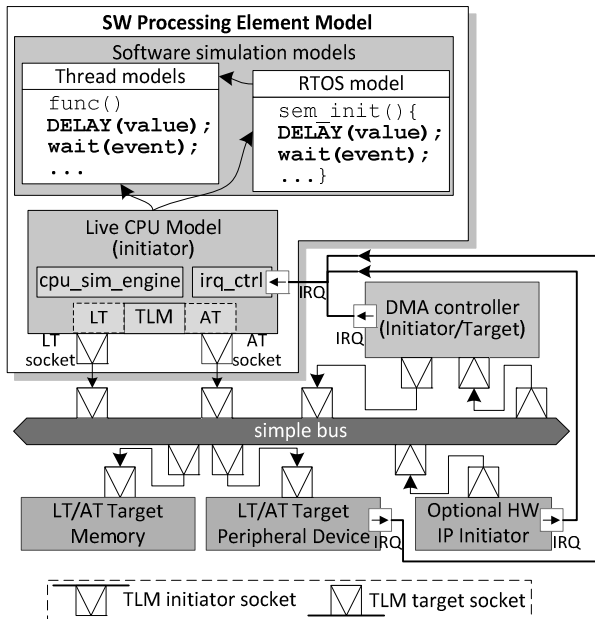 SW Processing Element Model
Software simulation models
Thread models
func()
DELAY(value);
wait(event);
...
RTOS model
sem_init(){
DELAY(value);
wait(event);
...}
Live CPU Model
(initiator)
cpu_sim_engine
irq_ctrl
IRQ
LT
TLM
AT
LT
socket
AT
socket
DMA controller
(Initiator/Target)
IRQ
simple bus
LT/AT Target
Memory
LT/AT Target
Peripheral Device
IRQ
Optional HW
IP Initiator
IRQ
TLM initiator socket
TLM target socket